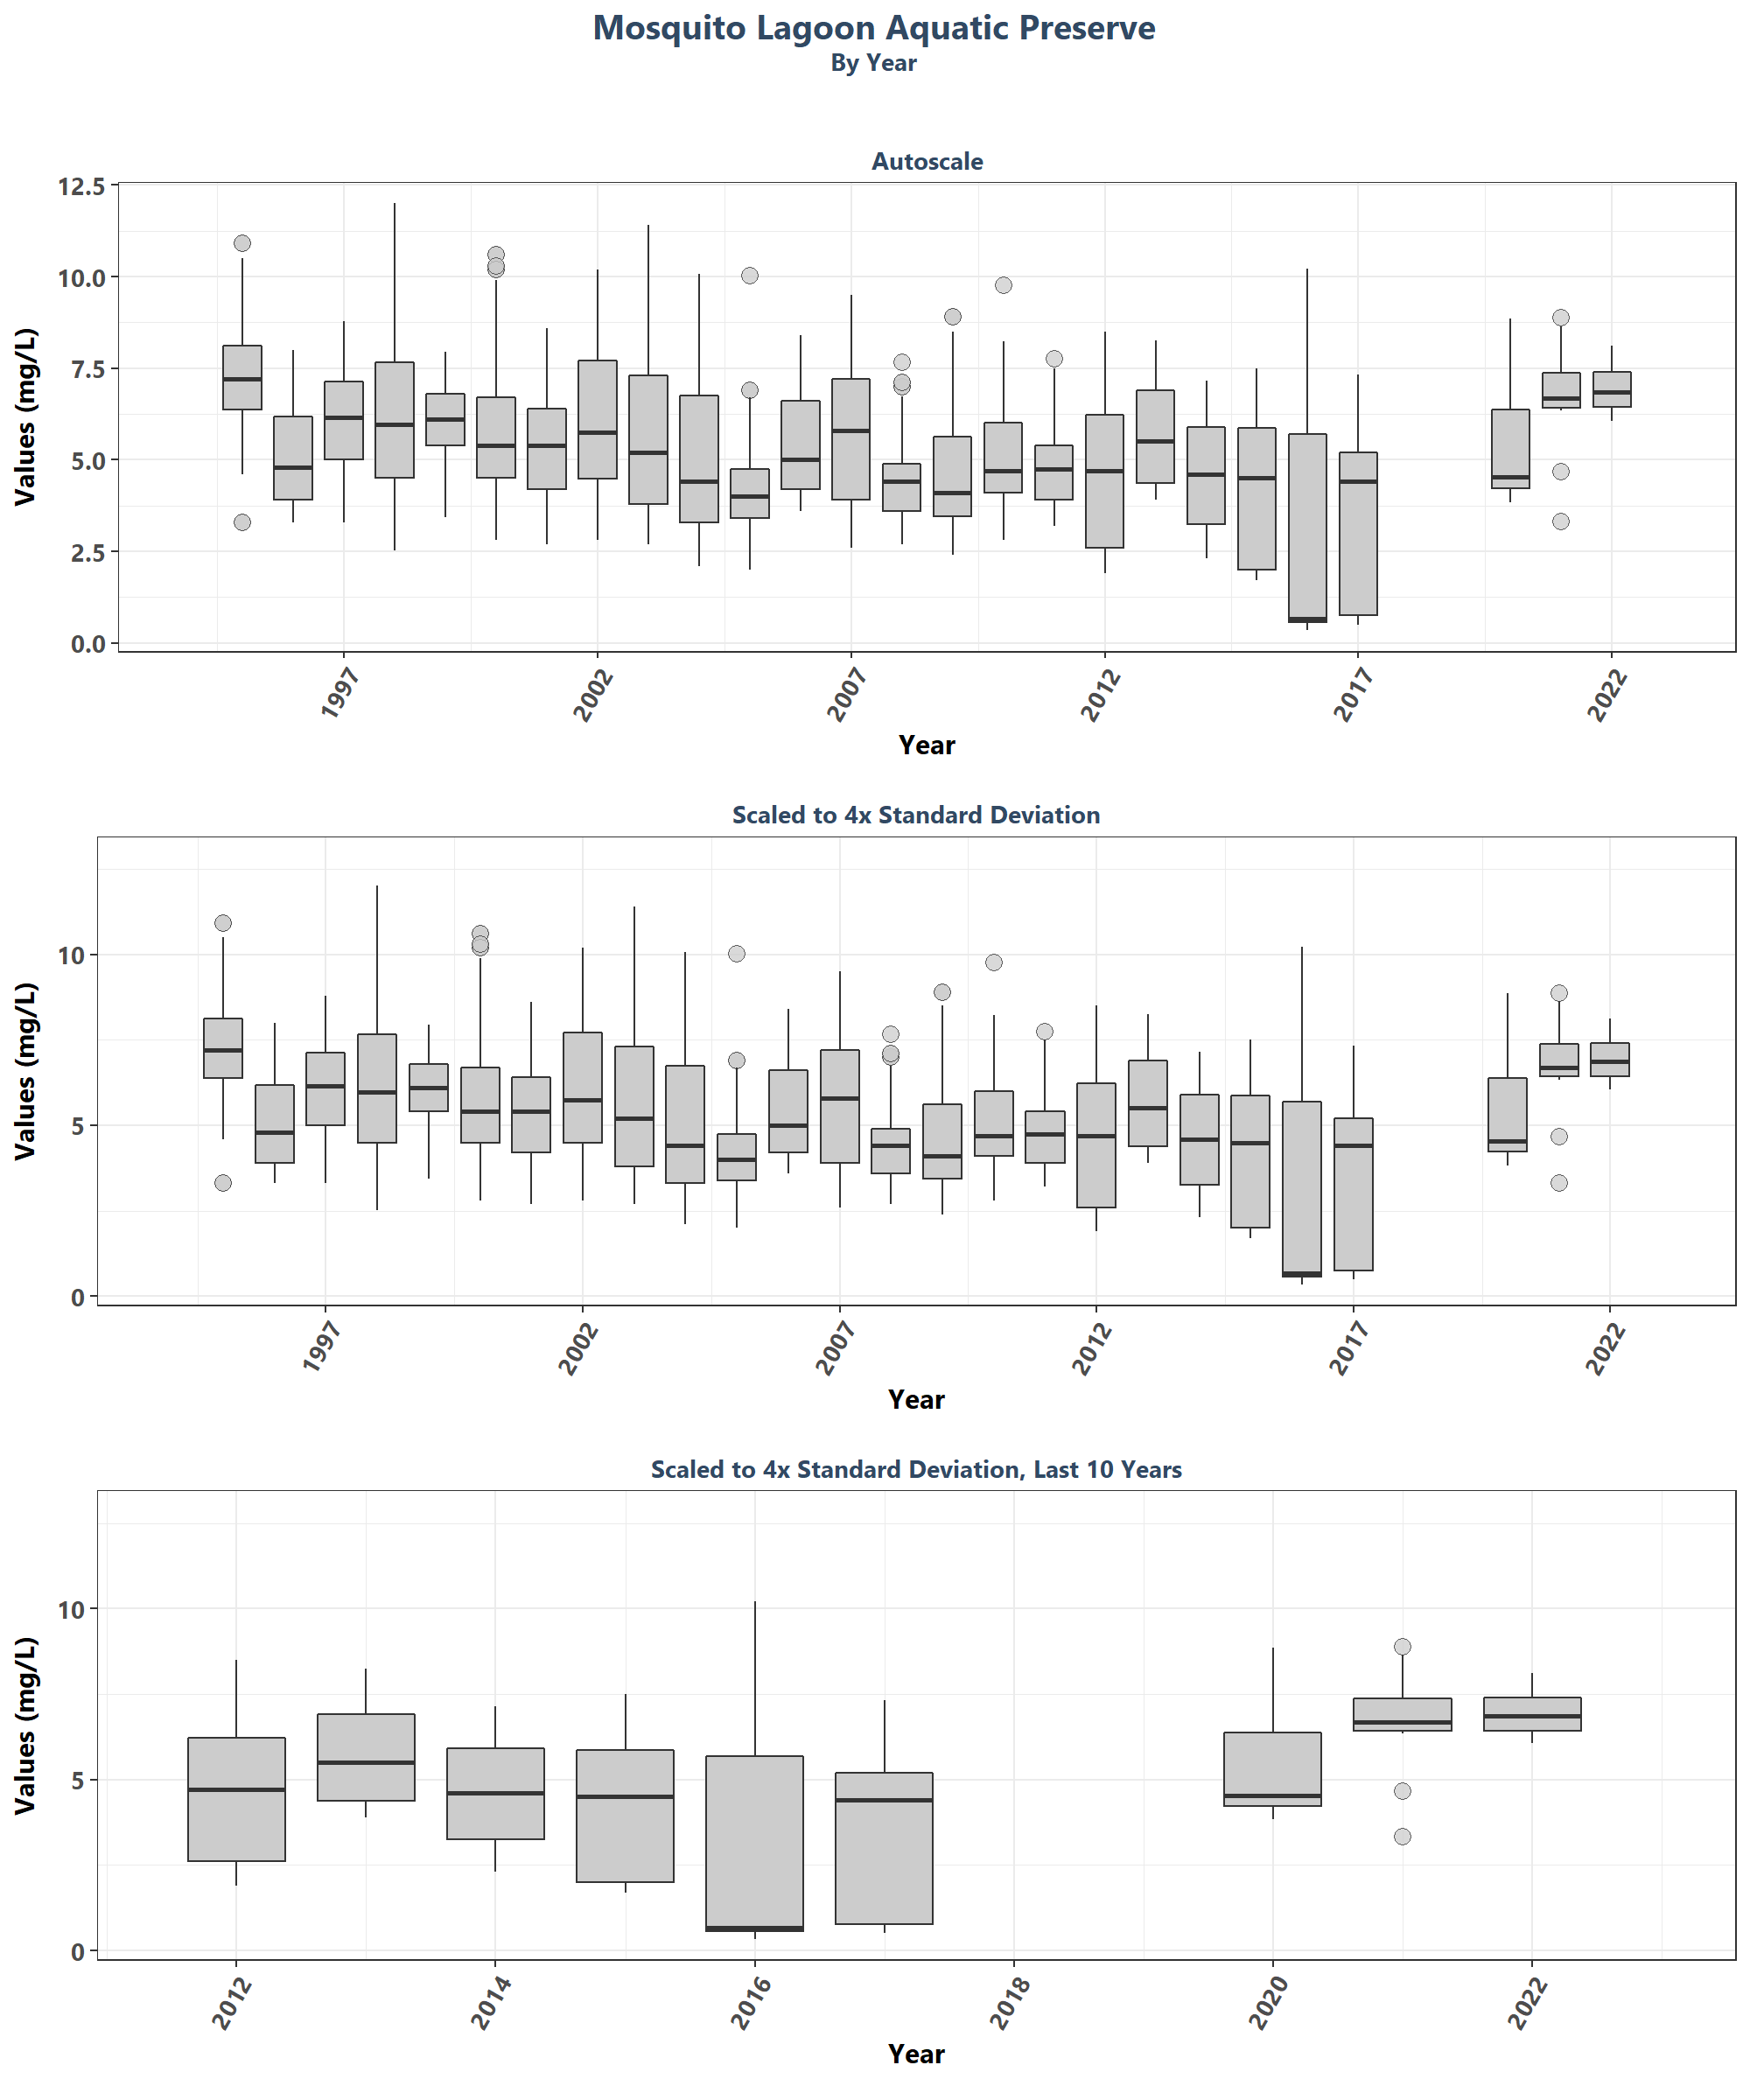 Mosquito Lagoon Aquatic Preserve
By Year
Autoscale
12.5
10.0
7.5
5.0
2.5
0.0
Values (mg/L)
1997
2002
2007
2012
2017
2022
Year
Scaled to 4x Standard Deviation
10
5
0
Values (mg/L)
1997
2002
2007
2012
2017
2022
Year
Scaled to 4x Standard Deviation, Last 10 Years
10
5
0
Values (mg/L)
2012
2014
2016
2018
2020
2022
Year